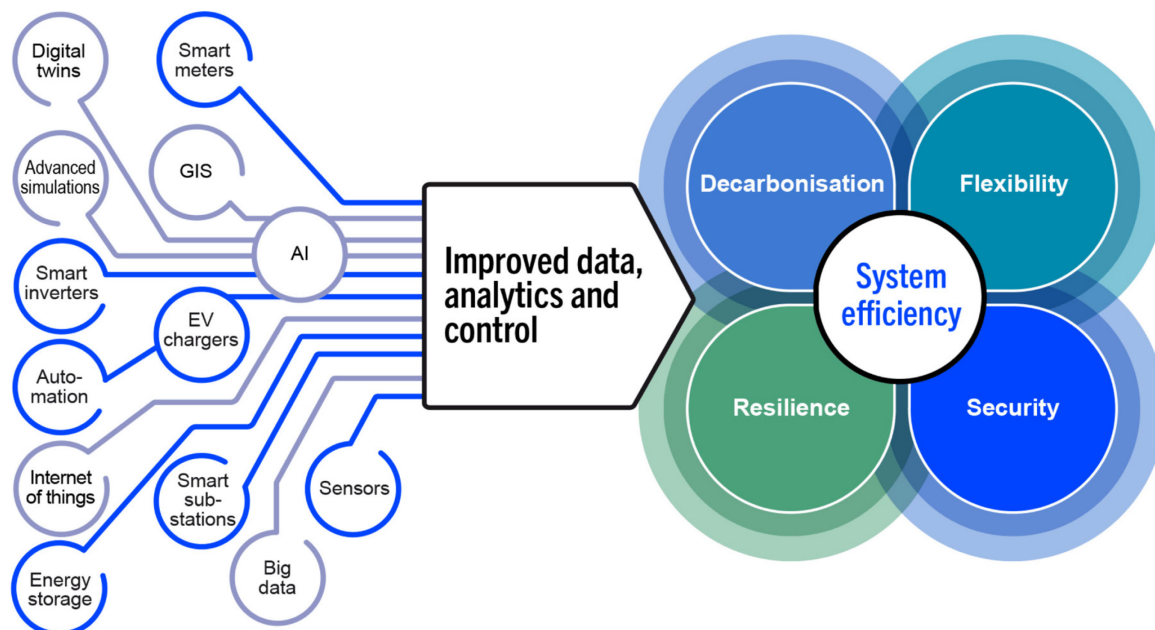 Digital
twins
Smart
meters
Advanced
simulations
GIS
AI
Smart
inverters
EV
chargers
Auto-
mation
Internet
of things
Smart
sub-
stations
Sensors
Energy
storage
Big
data
Improved data,
analytics and
control
Decarbonisation
Flexibility
System
efficiency
Resilience
Security